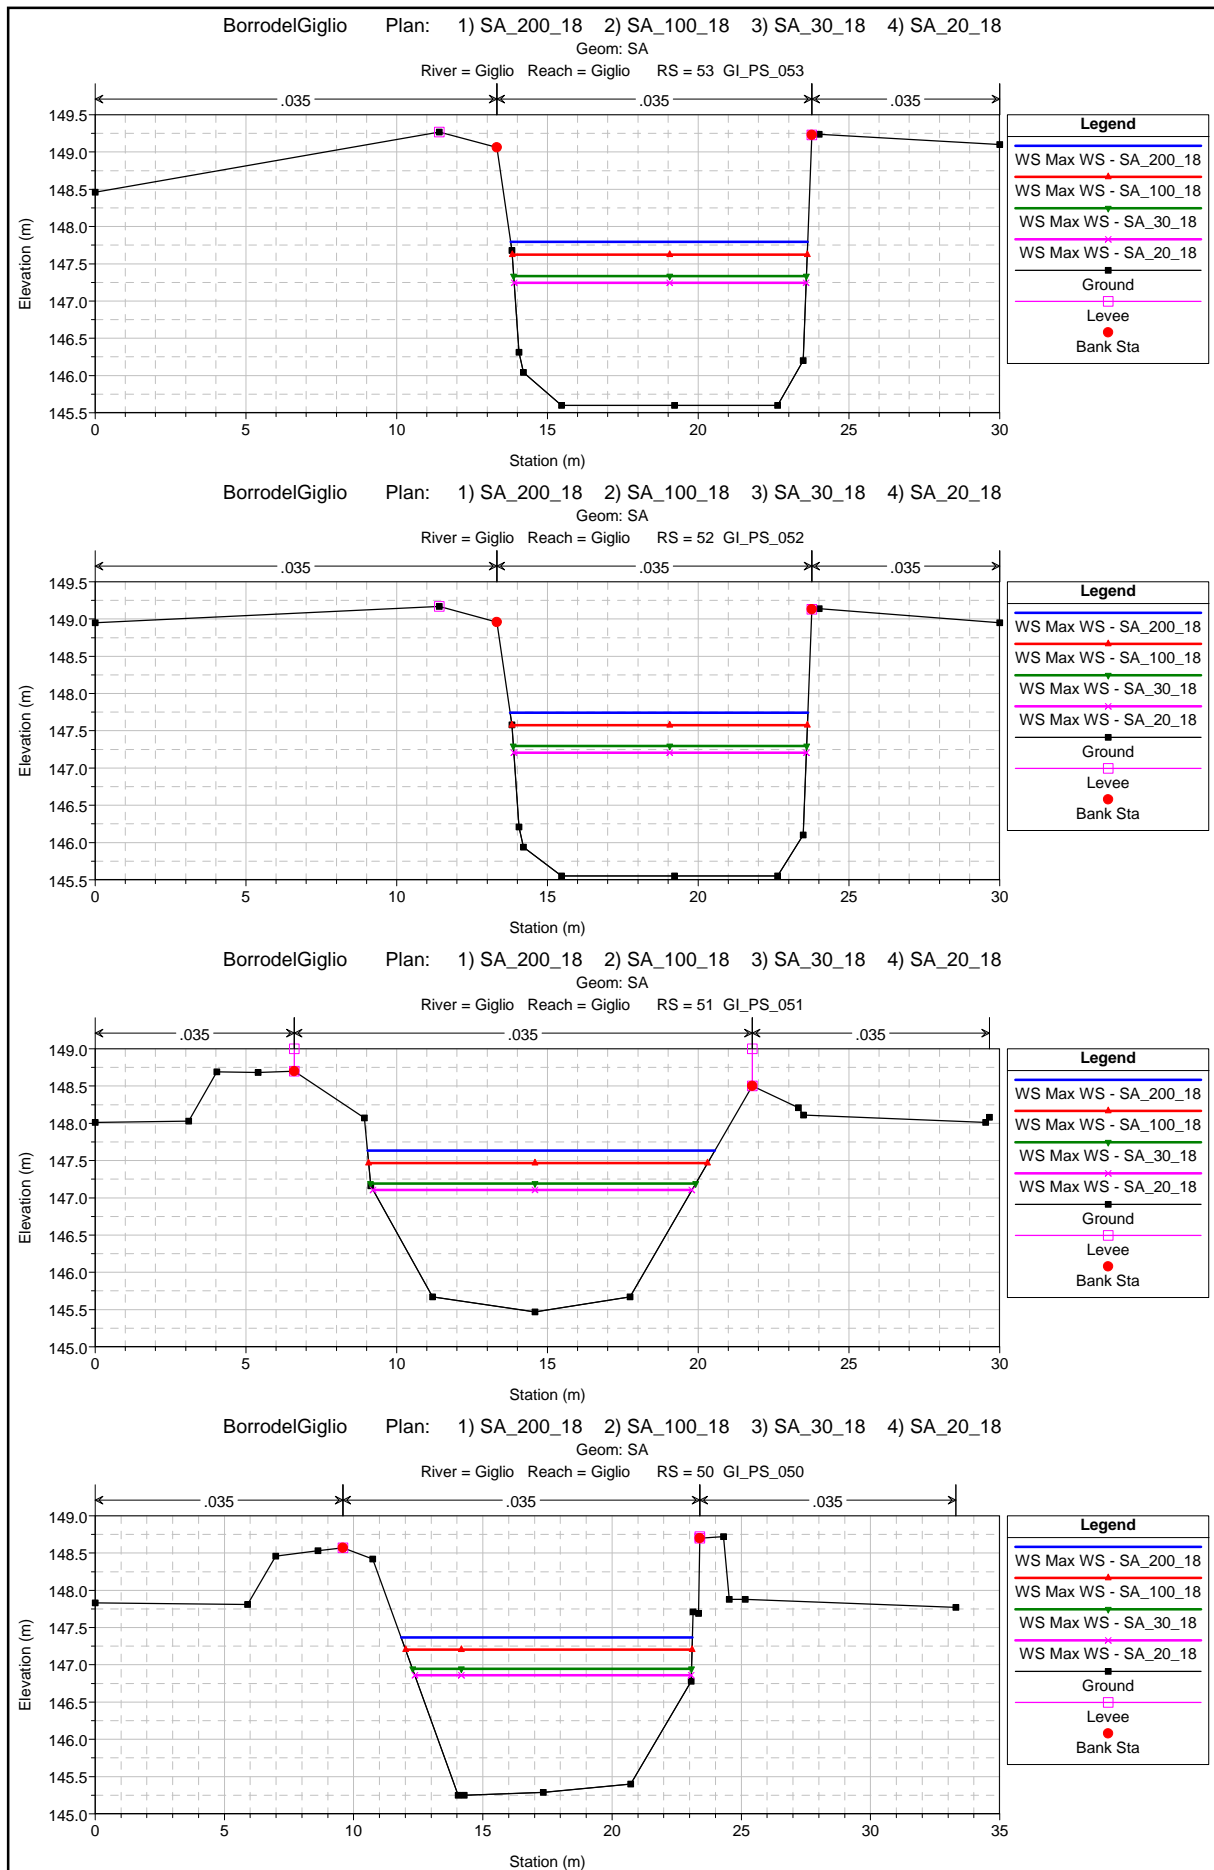 BorrodelGiglio Plan: 1) SA_200_18 2) SA_100_18 3) SA_30_18 4) SA_20_18
Geom: SA
River = Giglio Reach = Giglio RS = 53 GI_PS_053
.035 .035 .035
149.5
149.0
148.5
148.0
147.5
147.0
146.5
146.0
145.5
Elevation (m)
0 5 10 15 20 25 30
Station (m)
Legend
WS Max WS - SA_200_18
WS Max WS - SA_100_18
WS Max WS - SA_30_18
WS Max WS - SA_20_18
Ground
Levee
Bank Sta
BorrodelGiglio Plan: 1) SA_200_18 2) SA_100_18 3) SA_30_18 4) SA_20_18
Geom: SA
River = Giglio Reach = Giglio RS = 52 GI_PS_052
.035 .035 .035
149.5
149.0
148.5
148.0
147.5
147.0
146.5
146.0
145.5
Elevation (m)
0 5 10 15 20 25 30
Station (m)
Legend
WS Max WS - SA_200_18
WS Max WS - SA_100_18
WS Max WS - SA_30_18
WS Max WS - SA_20_18
Ground
Levee
Bank Sta
BorrodelGiglio Plan: 1) SA_200_18 2) SA_100_18 3) SA_30_18 4) SA_20_18
Geom: SA
River = Giglio Reach = Giglio RS = 51 GI_PS_051
.035 .035 .035
149.0
148.5
148.0
147.5
147.0
146.5
146.0
145.5
145.0
Elevation (m)
0 5 10 15 20 25 30
Station (m)
Legend
WS Max WS - SA_200_18
WS Max WS - SA_100_18
WS Max WS - SA_30_18
WS Max WS - SA_20_18
Ground
Levee
Bank Sta
BorrodelGiglio Plan: 1) SA_200_18 2) SA_100_18 3) SA_30_18 4) SA_20_18
Geom: SA
River = Giglio Reach = Giglio RS = 50 GI_PS_050
.035 .035 .035
149.0
148.5
148.0
147.5
147.0
146.5
146.0
145.5
145.0
Elevation (m)
0 5 10 15 20 25 30 35
Station (m)
Legend
WS Max WS - SA_200_18
WS Max WS - SA_100_18
WS Max WS - SA_30_18
WS Max WS - SA_20_18
Ground
Levee
Bank Sta